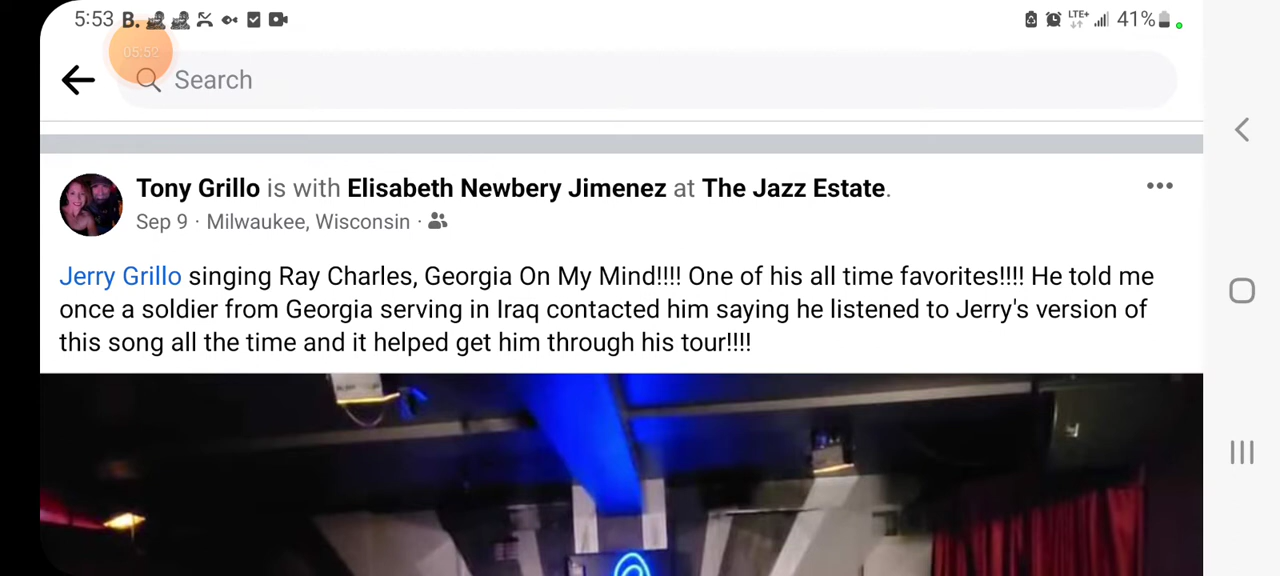 5:53 B. LTE+ 41%
05:52
Search
Tony Grillo is with Elisabeth Newbery Jimenez at The Jazz Estate.
Sep 9 · Milwaukee, Wisconsin ·
Jerry Grillo singing Ray Charles, Georgia On My Mind!!!! One of his all time favorites!!!! He told me
once a soldier from Georgia serving in Iraq contacted him saying he listened to Jerry's version of
this song all the time and it helped get him through his tour!!!!